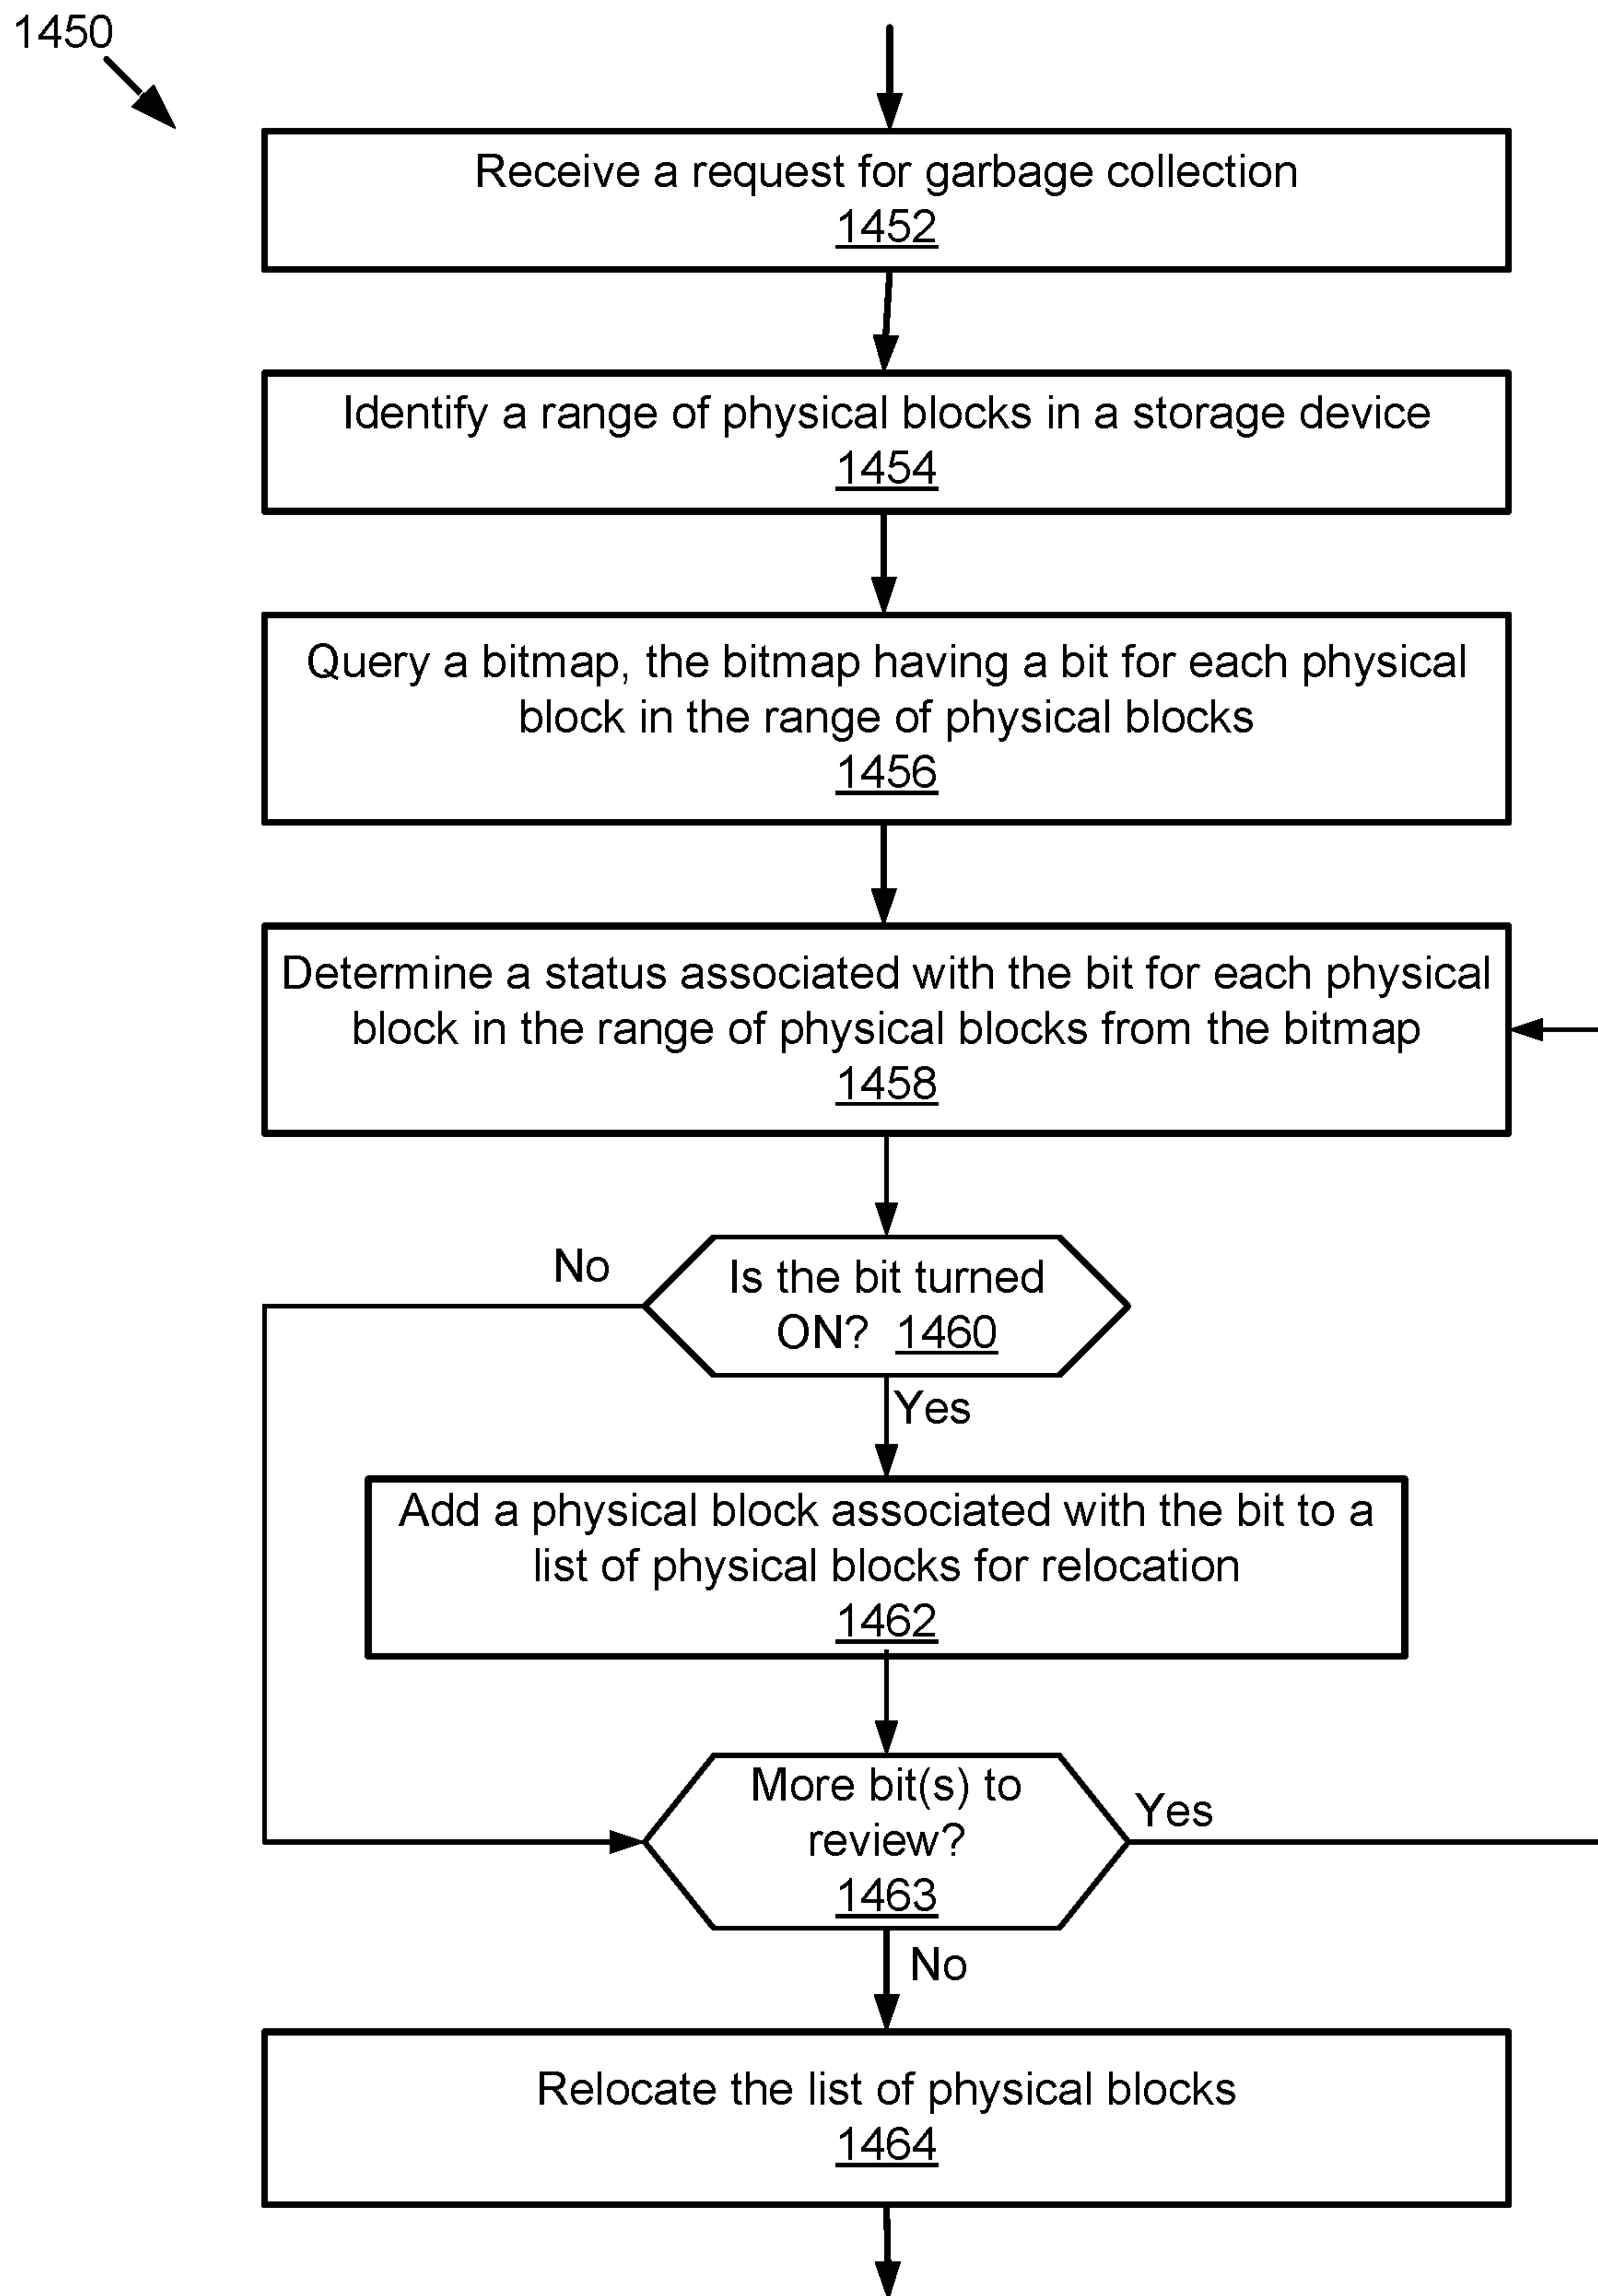 1450
Receive a request for garbage collection
1452
Identify a range of physical blocks in a storage device
1454
Query a bitmap, the bitmap having a bit for each physical
block in the range of physical blocks
1456
Determine a status associated with the bit for each physical
block in the range of physical blocks from the bitmap
1458
No
Is the bit turned
ON? 1460
Yes
Add a physical block associated with the bit to a
list of physical blocks for relocation
1462
More bit(s) to
review?
1463
Yes
No
Relocate the list of physical blocks
1464